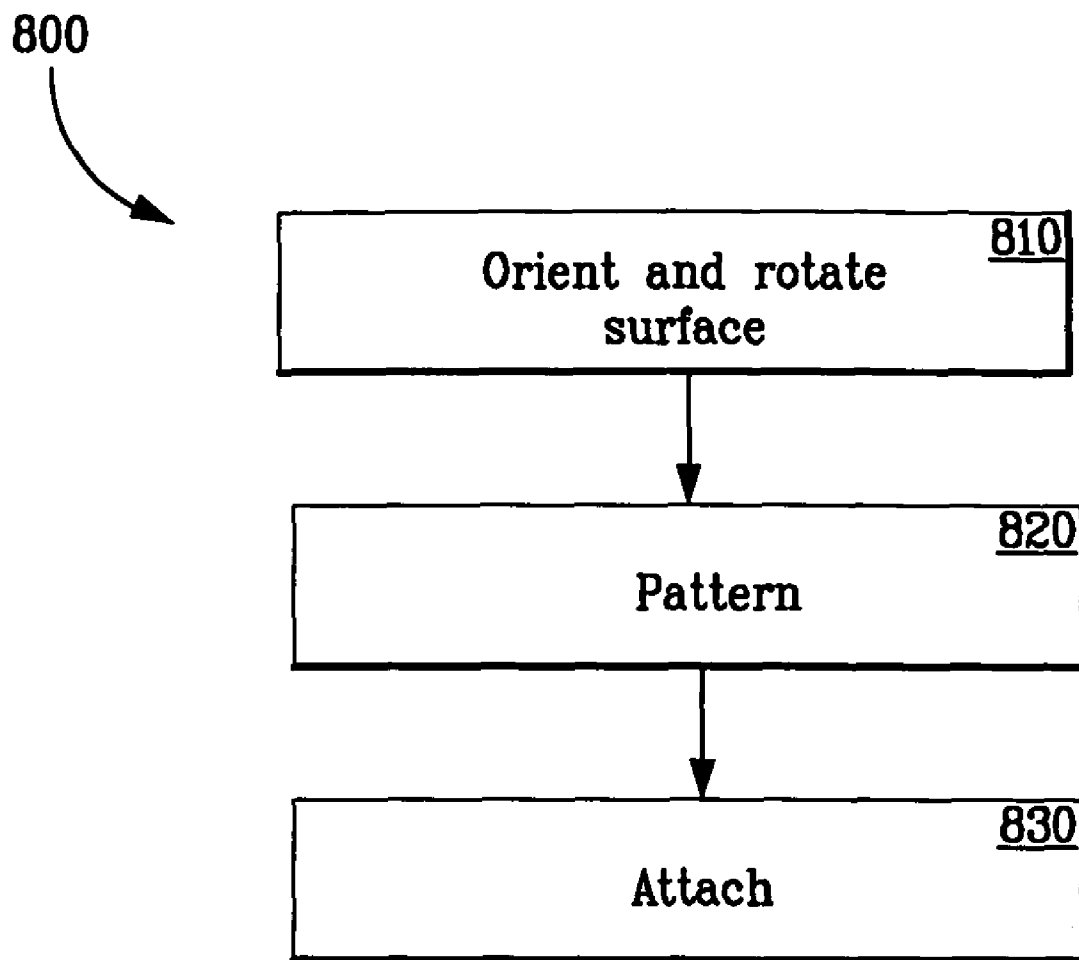 800
810
Orient and rotate
surface
820
Pattern
830
Attach